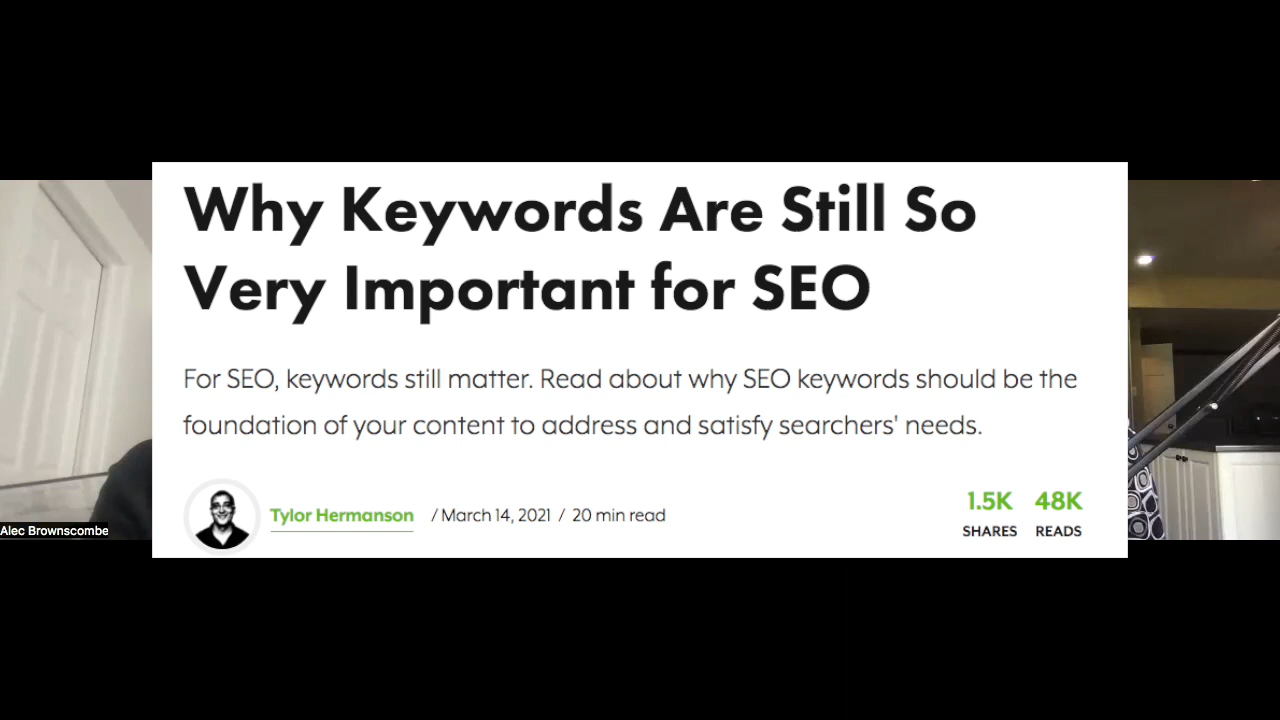 Why Keywords Are Still So
Very Important for SEO
For SEO, keywords still matter. Read about why SEO keywords should be the
foundation of your content to address and satisfy searchers' needs.
Tylor Hermanson / March 14, 2021 / 20 min read
1.5K 48K
SHARES READS
Alec Brownscombe